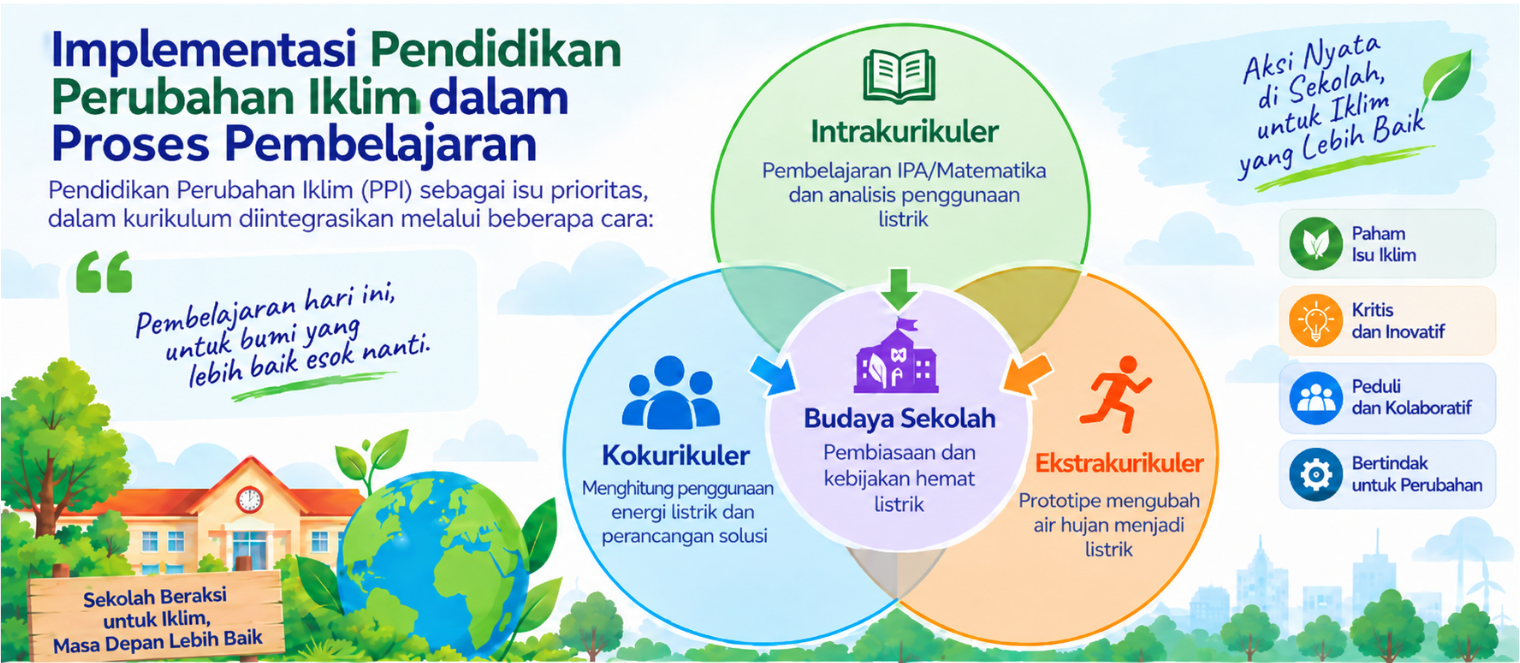 Implementasi Pendidikan
Perubahan Iklim dalam
Proses Pembelajaran
Pendidikan Perubahan Iklim (PPI) sebagai isu prioritas,
dalam kurikulum diintegrasikan melalui beberapa cara:
Pembelajaran hari ini,
untuk bumi yang
lebih baik esok nanti.
Sekolah Beraksi
untuk Iklim,
Masa Depan Lebih Baik
Intrakurikuler
Pembelajaran IPA/Matematika
dan analisis penggunaan
listrik
Kokurikuler
Menghitung penggunaan
energi listrik dan
perancangan solusi
Budaya Sekolah
Pembiasaan dan
kebijakan hemat
listrik
Ekstrakurikuler
Prototipe mengubah
air hujan menjadi
listrik
Aksi Nyata
di Sekolah,
untuk Iklim
yang Lebih Baik
Paham
Isu Iklim
Kritis
dan Inovatif
Peduli
dan Kolaboratif
Bertindak
untuk Perubahan